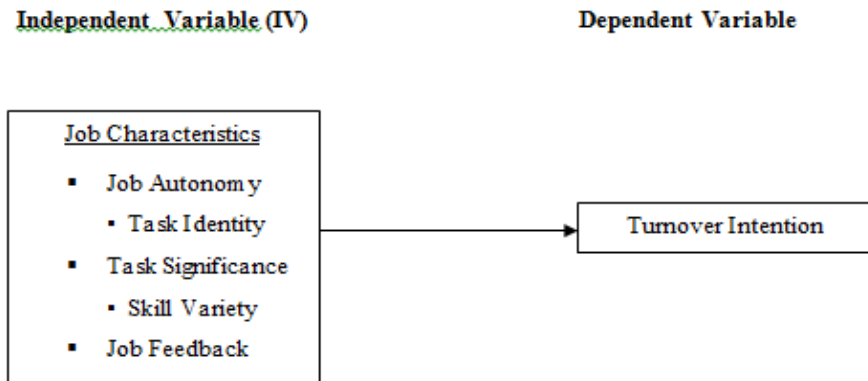 Independent Variable (IV)
Dependent Variable
Job Characteristics
▪ Job Autonomy
▪ Task Identity
▪ Task Significance
▪ Skill Variety
▪ Job Feedback
Turnover Intention